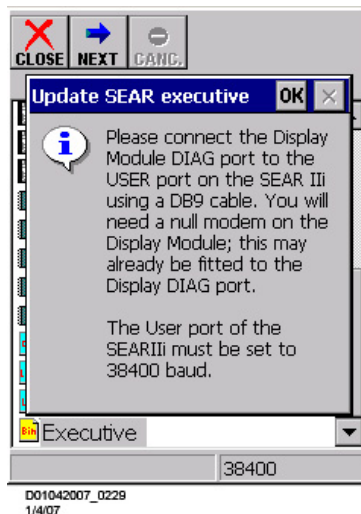 CLOSE NEXT CANC.
Update SEAR executive OK
Please connect the Display
Module DIAG port to the
USER port on the SEAR IIi
using a DB9 cable. You will
need a null modem on the
Display Module; this may
already be fitted to the
Display DIAG port.
The User port of the
SEARIIi must be set to
38400 baud.
Bin Executive
38400
D01042007_0229
1/4/07